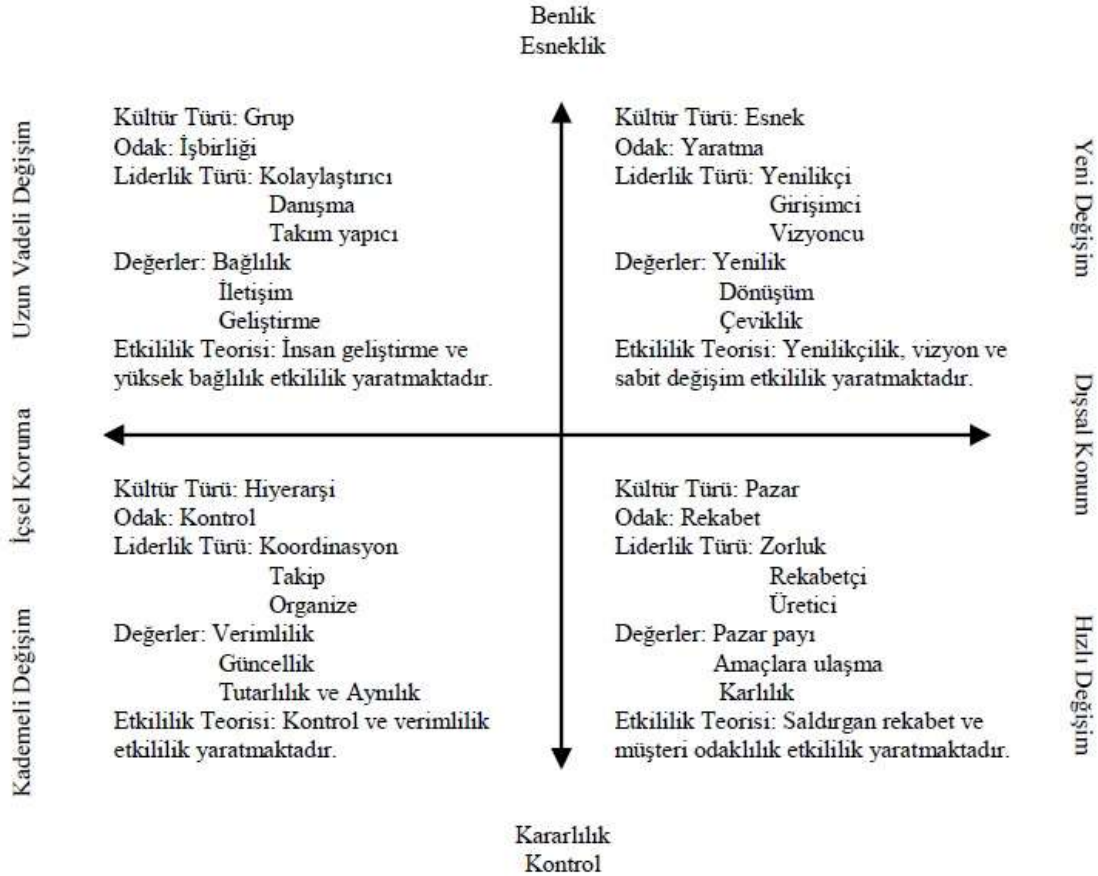 Benlik
Esneklik
Uzun Vadeli Değişim
Kültür Türü: Grup
Odak: İşbirliği
Liderlik Türü: Kolaylaştırıcı
Danışma
Takım yapıcı
Değerler: Bağlılık
İletişim
Geliştirme
Etkililik Teorisi: İnsan geliştirme ve
yüksek bağlılık etkililik yaratmaktadır.
Kültür Türü: Esnek
Odak: Yaratma
Liderlik Türü: Yenilikçi
Girişimci
Vizyoncu
Değerler: Yenilik
Dönüşüm
Çeviklik
Etkililik Teorisi: Yenilikçilik, vizyon ve
sabit değişim etkililik yaratmaktadır.
Yeni Değişim
İçsel Koruma
Dışsal Konum
Kademeli Değişim
Kültür Türü: Hiyerarşi
Odak: Kontrol
Liderlik Türü: Koordinasyon
Takip
Organize
Değerler: Verimlilik
Güncellik
Tutarlılık ve Aynılık
Etkililik Teorisi: Kontrol ve verimlilik
etkililik yaratmaktadır.
Kültür Türü: Pazar
Odak: Rekabet
Liderlik Türü: Zorluk
Rekabetçi
Üretici
Değerler: Pazar payı
Amaçlara ulaşma
Karlılık
Etkililik Teorisi: Saldırgan rekabet ve
müşteri odaklılık etkililik yaratmaktadır.
Hızlı Değişim
Kararlılık
Kontrol